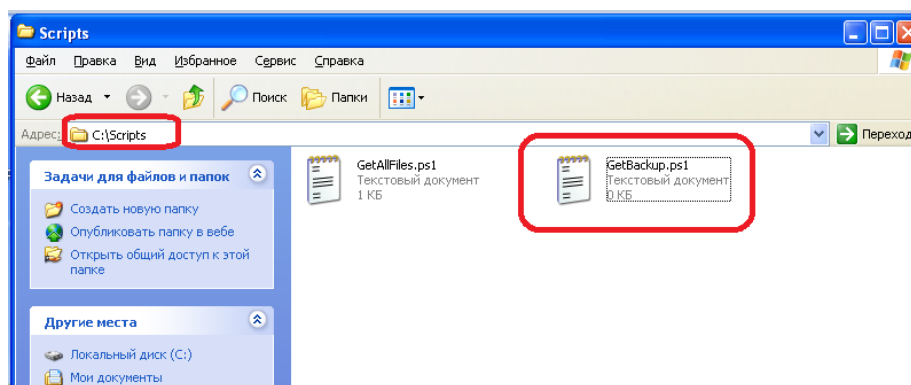 Scripts
Файл Правка Вид Избранное Сервис Справка
Назад Поиск Папки
Адрес: C:\Scripts Переход
Задачи для файлов и папок
Создать новую папку
Опубликовать папку в вебе
Открыть общий доступ к этой
папке
Другие места
Локальный диск (C:)
Мои документы
GetAllFiles.ps1
Текстовый документ
1 КБ
GetBackup.ps1
Текстовый документ
0 КБ